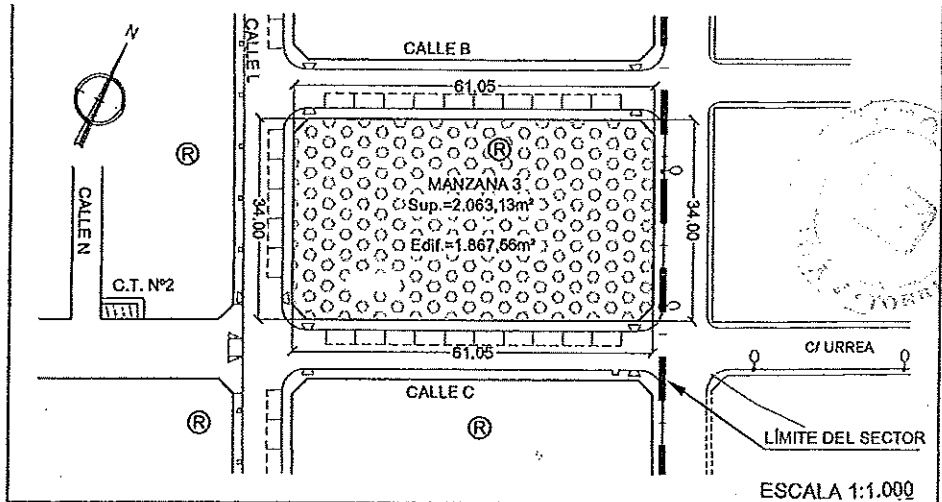 N
CALLE L
CALLE B
61.05
R
R
MANZANA 3
Sup.=2.063,13m²
34.00
34.00
CALLE N
Edif.=1.867,56m²
C.T. Nº2
C/ URREA
61.05
CALLE C
R
R
LÍMITE DEL SECTOR
ESCALA 1:1.000